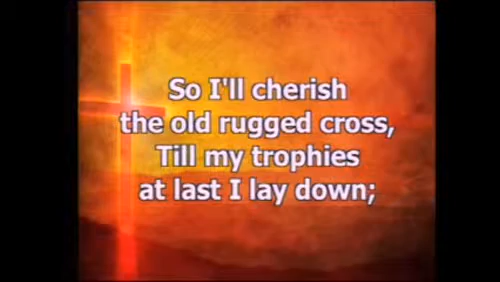 So I'll cherish
the old rugged cross,
Till my trophies
at last I lay down;